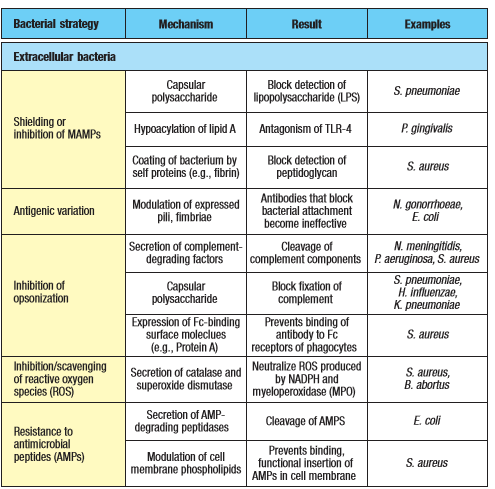 Bacterial strategy Mechanism Result Examples
Extracellular bacteria
Shielding or
inhibition of MAMPs
Capsular
polysaccharide
Block detection of
lipopolysaccharide (LPS)
S. pneumoniae
Hypoacylation of lipid A
Antagonism of TLR-4
P. gingivalis
Coating of bacterium by
self proteins (e.g., fibrin)
Block detection of
peptidoglycan
S. aureus
Antigenic variation
Modulation of expressed
pili, fimbriae
Antibodies that block
bacterial attachment
become ineffective
N. gonorrhoeae,
E. coli
Inhibition of
opsonization
Secretion of complement-
degrading factors
Cleavage of
complement components
N. meningitidis,
P. aeruginosa, S. aureus
Capsular
polysaccharide
Block fixation of
complement
S. pneumoniae,
H. influenzae,
K. pneumoniae
Expression of Fc-binding
surface moleclues
(e.g., Protein A)
Prevents binding of
antibody to Fc
receptors of phagocytes
S. aureus
Inhibition/scavenging
of reactive oxygen
species (ROS)
Secretion of catalase and
superoxide dismutase
Neutralize ROS produced
by NADPH and
myeloperoxidase (MPO)
S. aureus,
B. abortus
Resistance to
antimicrobial
peptides (AMPs)
Secretion of AMP-
degrading peptidases
Cleavage of AMPS
E. coli
Modulation of cell
membrane phospholipids
Prevents binding,
functional insertion of
AMPs in cell membrane
S. aureus